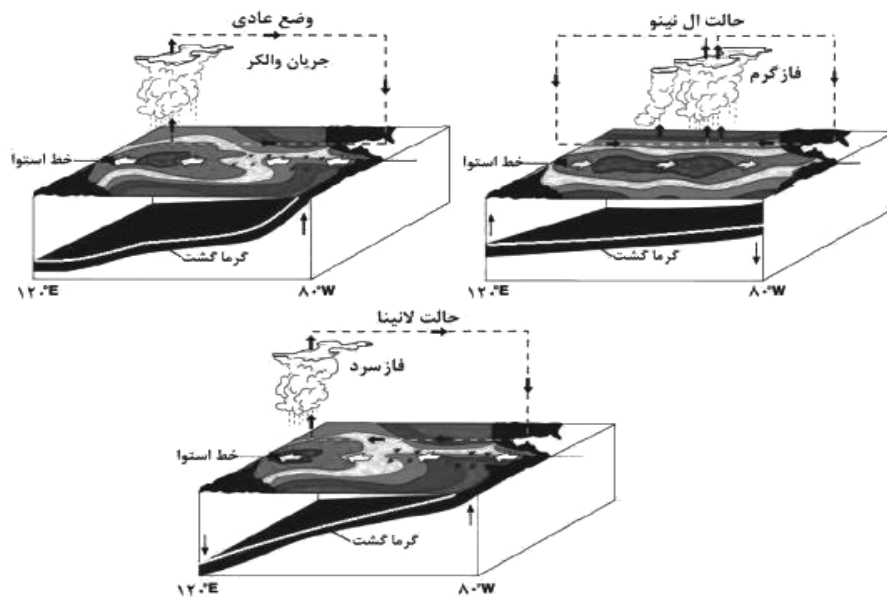 وضع عادی
جریان والکر
خط استوا
گرما گشت
۱۲۰°E
۸۰°W
حالت ال نینو
فاز گرم
خط استوا
گرما گشت
۱۲۰°E
۸۰°W
حالت لانینا
فاز سرد
خط استوا
گرما گشت
۱۲۰°E
۸۰°W